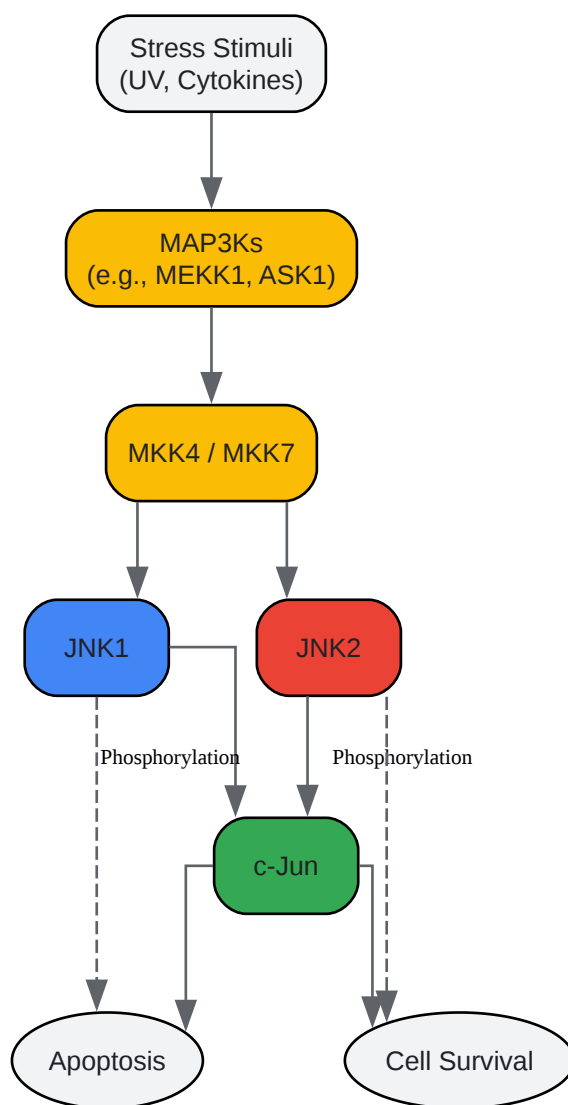 Stress Stimuli
(UV, Cytokines)
MAP3Ks
(e.g., MEKK1, ASK1)
MKK4 / MKK7
JNK1
JNK2
Phosphorylation
Phosphorylation
c-Jun
Apoptosis
Cell Survival